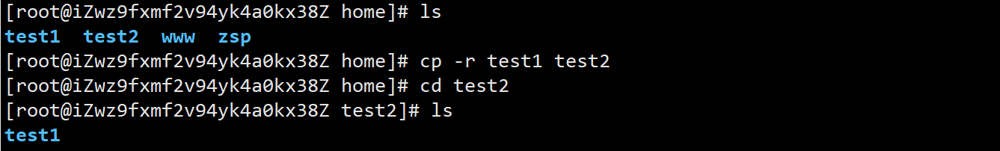 [root@iZwz9fxmf2v94yk4a0kx38Z home]# ls
test1  test2  www  zsp
[root@iZwz9fxmf2v94yk4a0kx38Z home]# cp -r test1 test2
[root@iZwz9fxmf2v94yk4a0kx38Z home]# cd test2
[root@iZwz9fxmf2v94yk4a0kx38Z test2]# ls
test1